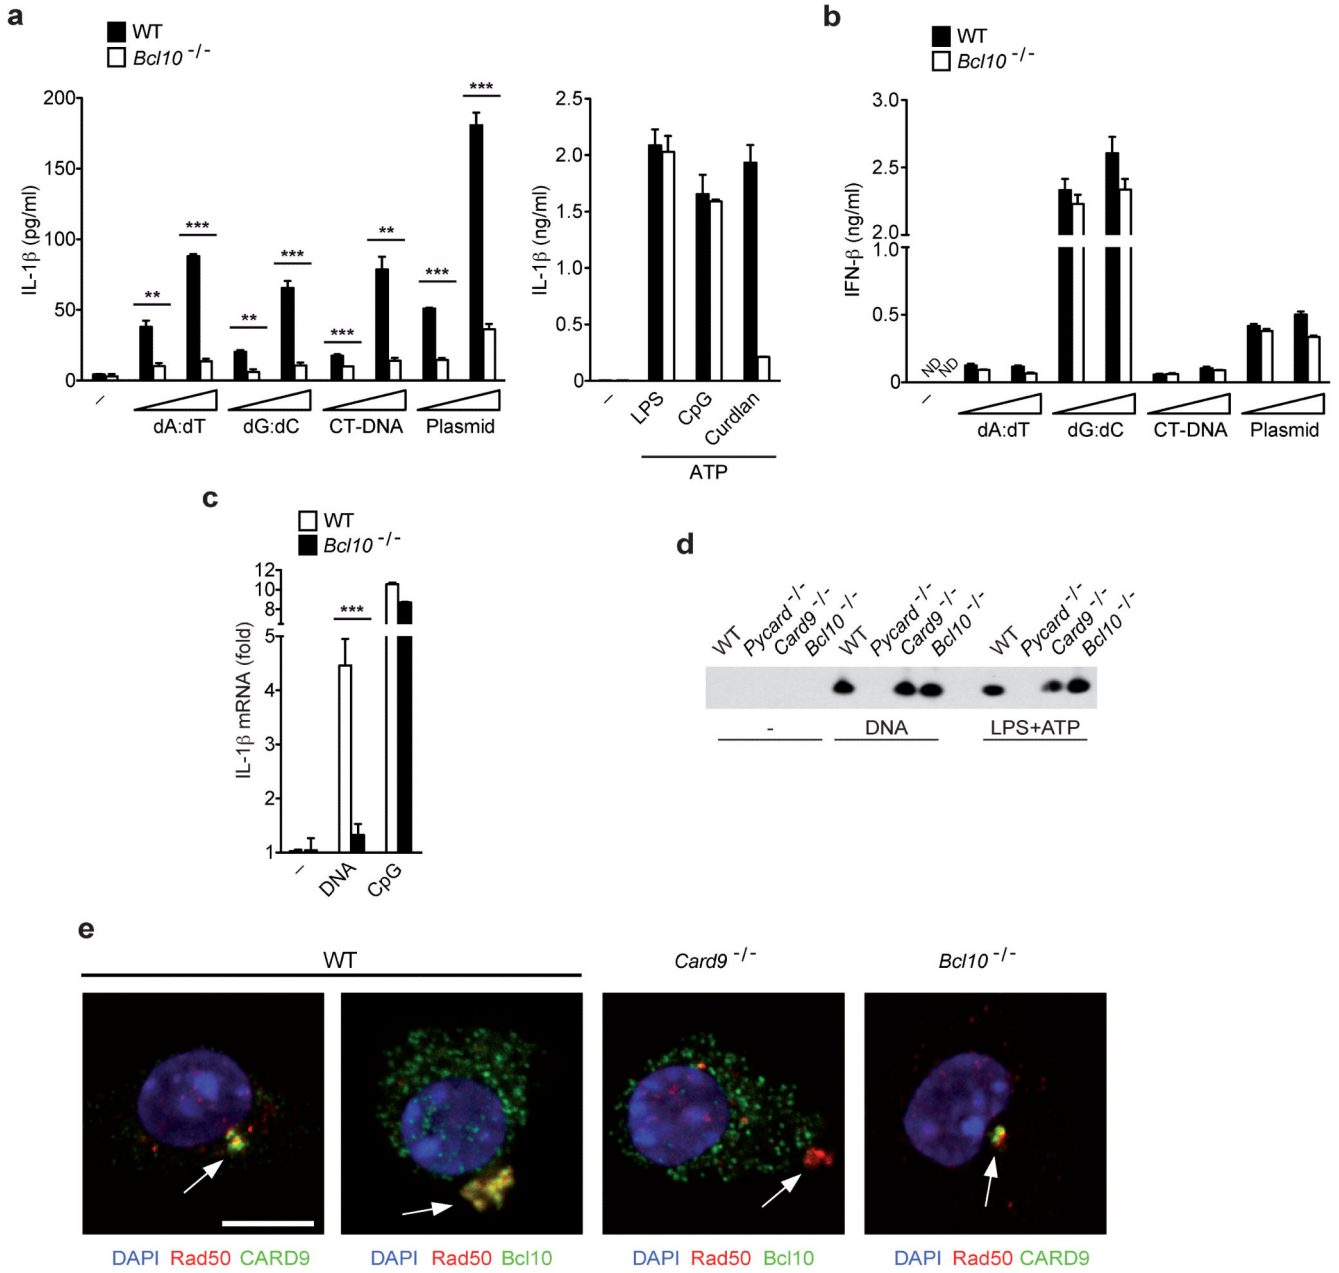 a
WT
Bcl10 -/-
IL-1β (pg/ml)
200
150
100
50
0
**
***
**
***
***
**
***
***
–
dA:dT
dG:dC
CT-DNA
Plasmid
IL-1β (ng/ml)
2.5
2.0
1.5
1.0
0.5
0
–
LPS
CpG
Curdlan
ATP
b
WT
Bcl10 -/-
IFN-β (ng/ml)
3.0
2.5
2.0
1.0
0.5
0
ND
ND
–
dA:dT
dG:dC
CT-DNA
Plasmid
c
WT
Bcl10 -/-
IL-1β mRNA (fold)
12
10
8
5
4
3
2
1
***
–
DNA
CpG
d
WT
Pycard -/-
Card9 -/-
Bcl10 -/-
WT
Pycard -/-
Card9 -/-
Bcl10 -/-
WT
Pycard -/-
Card9 -/-
Bcl10 -/-
-
DNA
LPS+ATP
e
WT
Card9 -/-
Bcl10 -/-
DAPI Rad50 CARD9
DAPI Rad50 Bcl10
DAPI Rad50 Bcl10
DAPI Rad50 CARD9